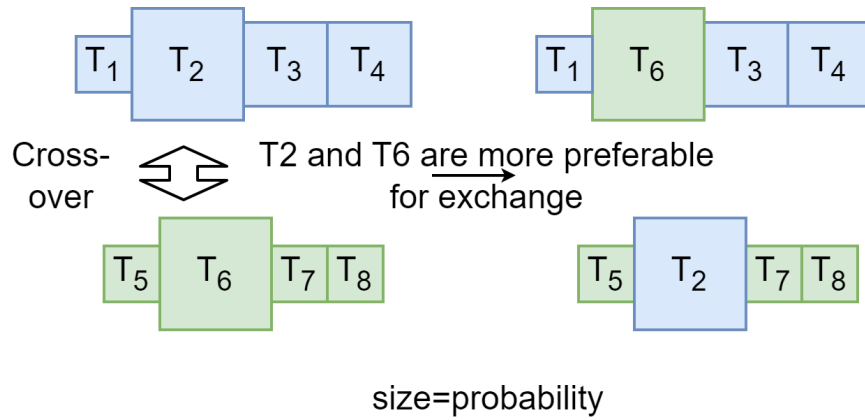 T1 T2 T3 T4 T1 T6 T3 T4
Cross-
over
T2 and T6 are more preferable
for exchange
T5 T6 T7 T8 T5 T2 T7 T8
size=probability